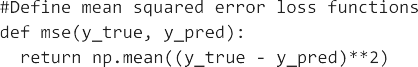 #Define mean squared error loss functions
def mse(y_true, y_pred):
  return np.mean((y_true - y_pred)**2)